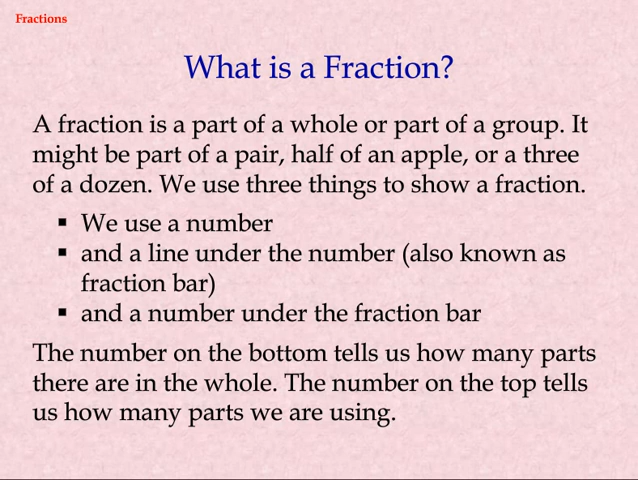 Fractions
What is a Fraction?
A fraction is a part of a whole or part of a group. It
might be part of a pair, half of an apple, or a three
of a dozen. We use three things to show a fraction.
▪ We use a number
▪ and a line under the number (also known as
fraction bar)
▪ and a number under the fraction bar
The number on the bottom tells us how many parts
there are in the whole. The number on the top tells
us how many parts we are using.